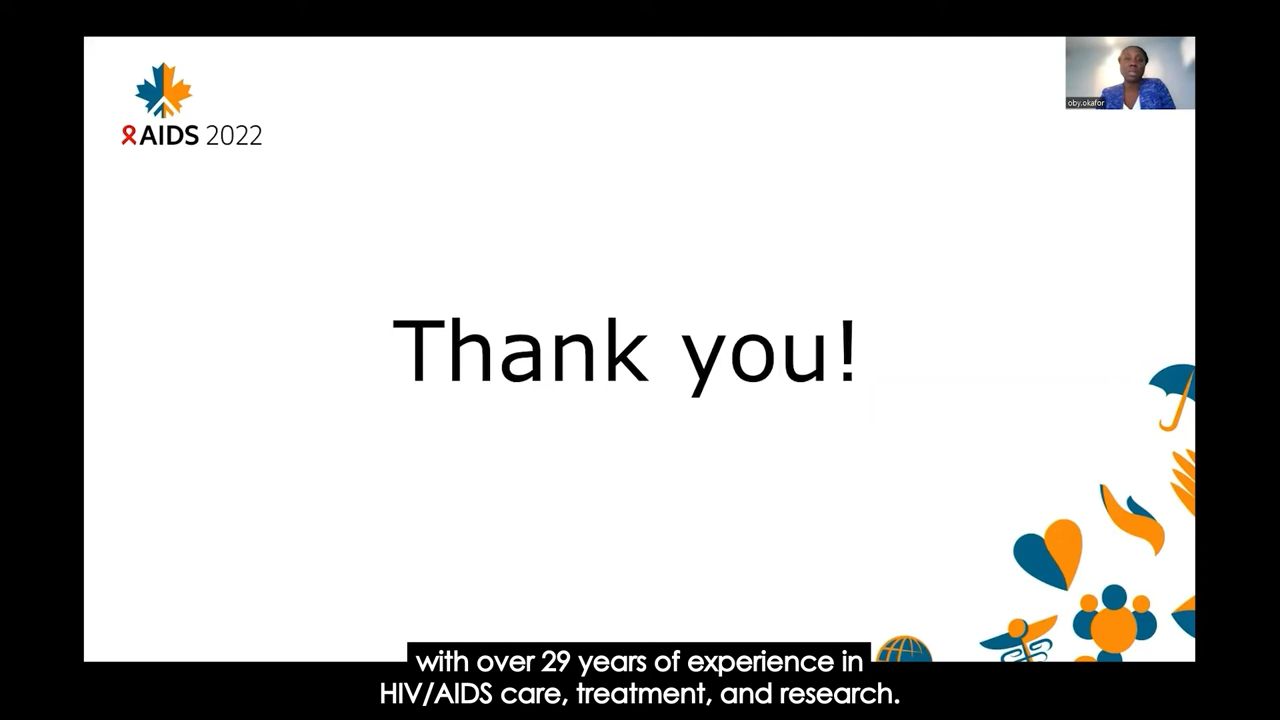 oby.okafor
AIDS 2022
Thank you!
with over 29 years of experience in
HIV/AIDS care, treatment, and research.